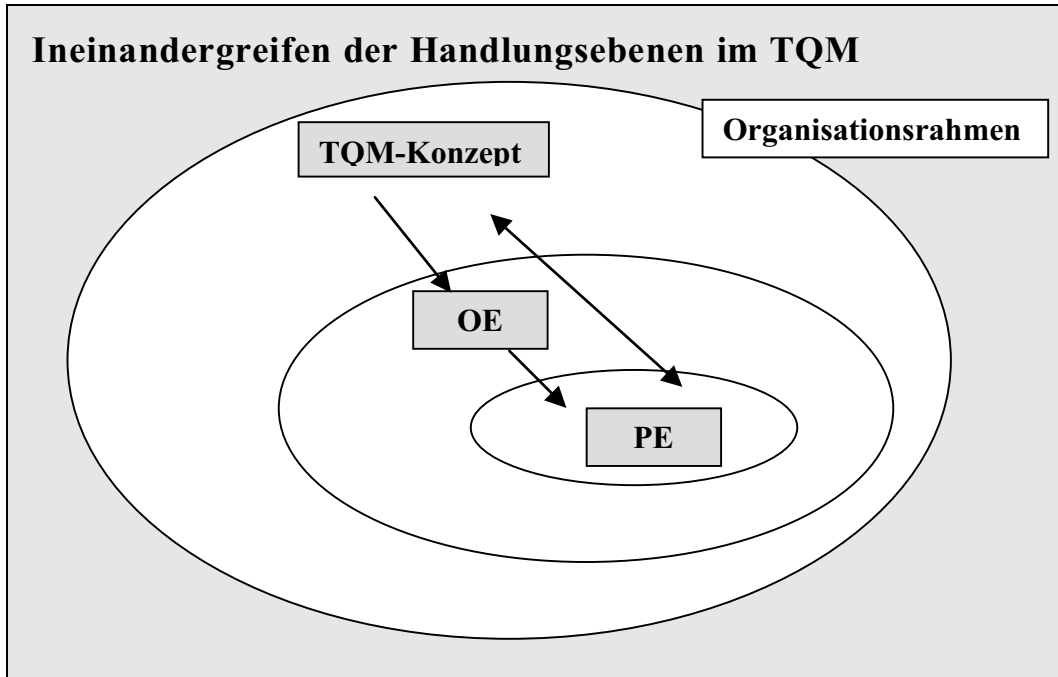 Ineinandergreifen der Handlungsebenen im TQM
Organisationsrahmen
TQM-Konzept
OE
PE